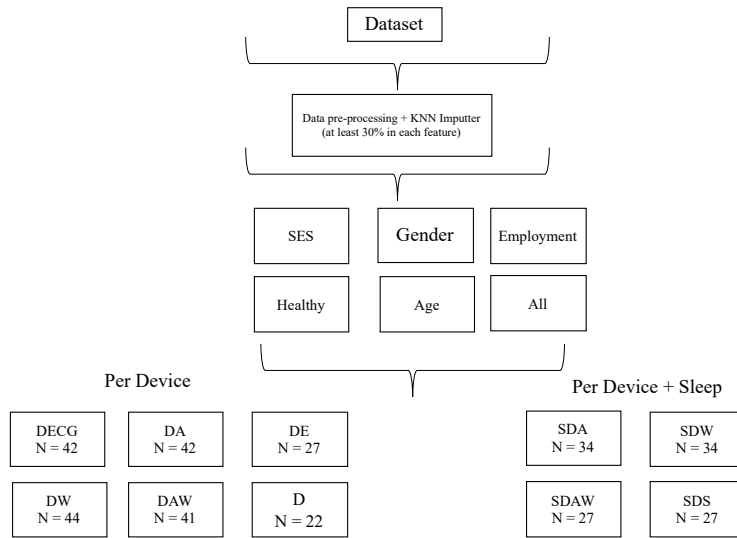 Dataset
Data pre-processing + KNN Imputter
(at least 30% in each feature)
SES
Gender
Employment
Healthy
Age
All
Per Device
Per Device + Sleep
DECG
N = 42
DA
N = 42
DE
N = 27
SDA
N = 34
SDW
N = 34
DW
N = 44
DAW
N = 41
D
N = 22
SDAW
N = 27
SDS
N = 27